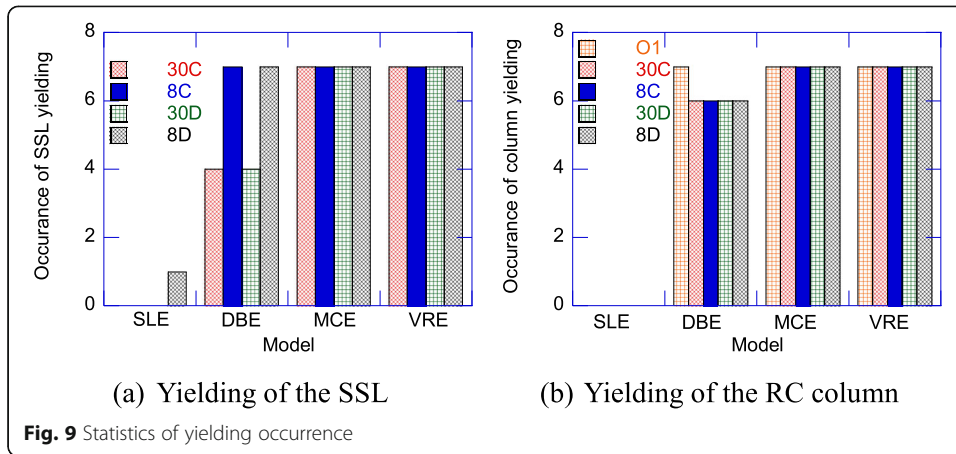 8
6
4
2
0
Occurance of SSL yielding
30C
8C
30D
8D
SLE DBE MCE VRE
Model
(a) Yielding of the SSL
8
6
4
2
0
Occurance of column yielding
O1
30C
8C
30D
8D
SLE DBE MCE VRE
Model
(b) Yielding of the RC column
Fig. 9 Statistics of yielding occurrence